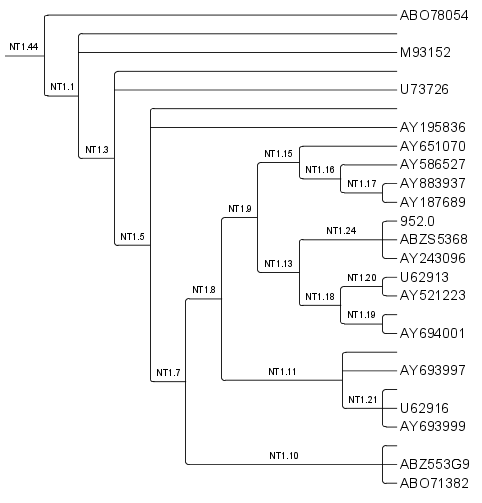 ABO78054
NT1.44
M93152
NT1.1
U73726
AY195836
NT1.3
AY651070
NT1.15
AY586527
NT1.16
AY883937
NT1.17
AY187689
NT1.9
952.0
NT1.24
NT1.5
ABZS5368
AY243096
NT1.13
U62913
NT1.20
NT1.8
AY521223
NT1.18
NT1.19
AY694001
NT1.7
NT1.11
AY693997
NT1.21
U62916
AY693999
NT1.10
ABZ553G9
ABO71382